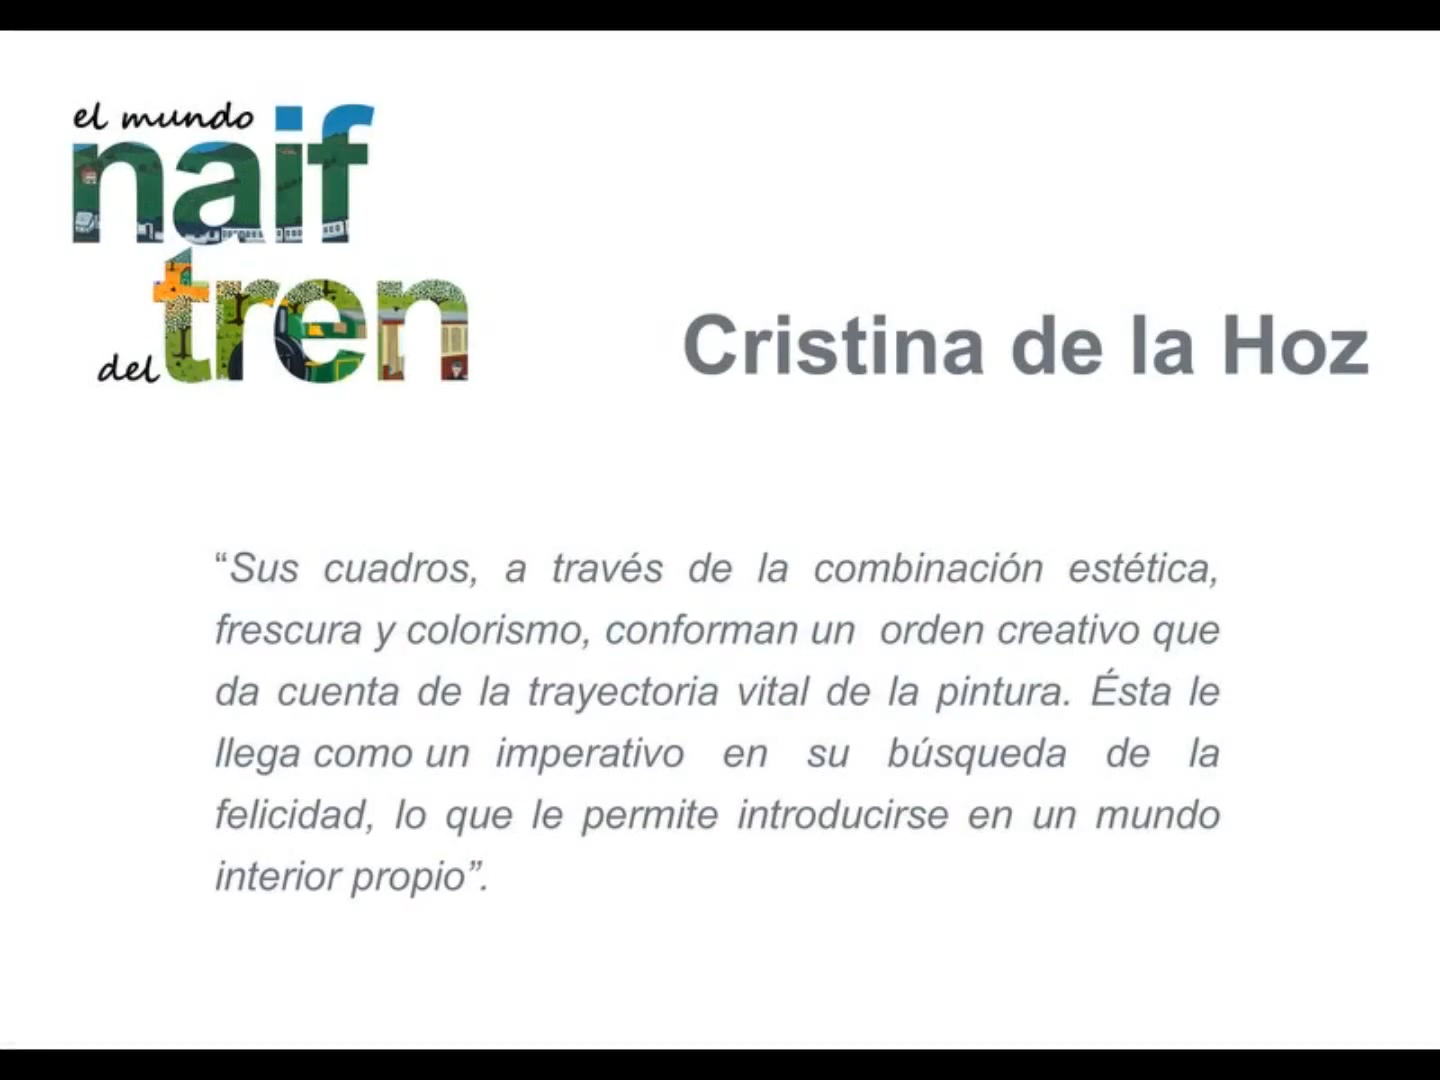 el mundo
naif
del tren
Cristina de la Hoz
“Sus cuadros, a través de la combinación estética,
frescura y colorismo, conforman un orden creativo que
da cuenta de la trayectoria vital de la pintura. Ésta le
llega como un imperativo en su búsqueda de la
felicidad, lo que le permite introducirse en un mundo
interior propio”.